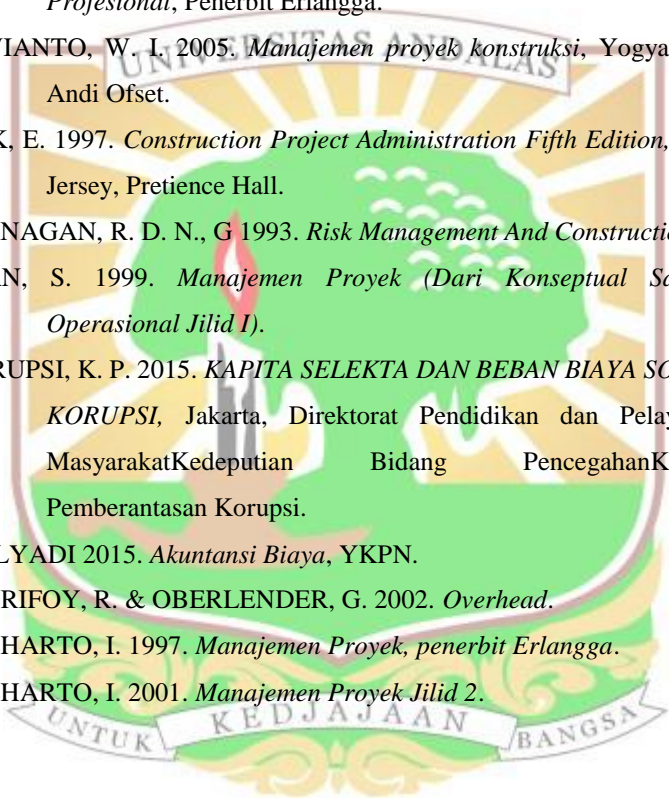 Profesional, Penerbit Erlangga.
VIANTO, W. I. 2005. Manajemen proyek konstruksi, Yogya
UNIVERSITAS ANDALAS
Andi Ofset.
K, E. 1997. Construction Project Administration Fifth Edition,
Jersey, Pretience Hall.
NAGAN, R. D. N., G 1993. Risk Management And Constructio
N, S. 1999. Manajemen Proyek (Dari Konseptual Sa
Operasional Jilid I).
RUPSI, K. P. 2015. KAPITA SELEKTA DAN BEBAN BIAYA SO
KORUPSI, Jakarta, Direktorat Pendidikan dan Pelay
MasyarakatKedeputian Bidang PencegahanK
Pemberantasan Korupsi.
LYADI 2015. Akuntansi Biaya, YKPN.
RIFOY, R. & OBERLENDER, G. 2002. Overhead.
HARTO, I. 1997. Manajemen Proyek, penerbit Erlangga.
HARTO, I. 2001. Manajemen Proyek Jilid 2.
UNTUK KEDJAJAAN BANGSA